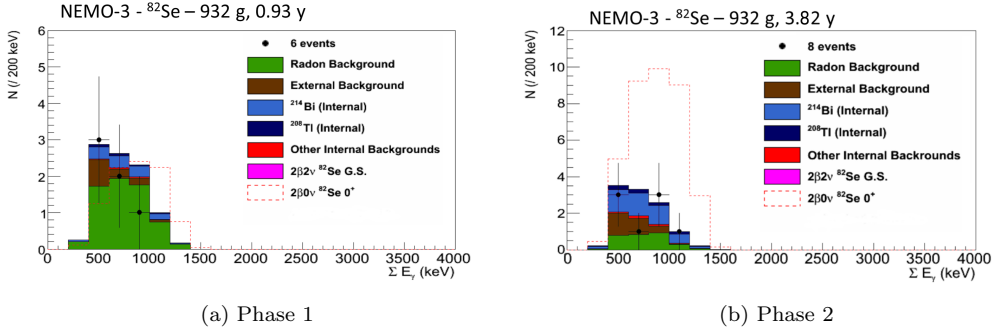 NEMO-3 - ⁸²Se – 932 g, 0.93 y
N (/ 200 keV)
6
5
4
3
2
1
0
6 events
Radon Background
External Background
²¹⁴Bi (Internal)
²⁰⁸Tl (Internal)
Other Internal Backgrounds
2β2ν ⁸²Se G.S.
2β0ν ⁸²Se 0⁺
0 500 1000 1500 2000 2500 3000 3500 4000
Σ Eγ (keV)
(a) Phase 1
NEMO-3 - ⁸²Se – 932 g, 3.82 y
N (/ 200 keV)
12
10
8
6
4
2
0
8 events
Radon Background
External Background
²¹⁴Bi (Internal)
²⁰⁸Tl (Internal)
Other Internal Backgrounds
2β2ν ⁸²Se G.S.
2β0ν ⁸²Se 0⁺
0 500 1000 1500 2000 2500 3000 3500 4000
Σ Eγ (keV)
(b) Phase 2